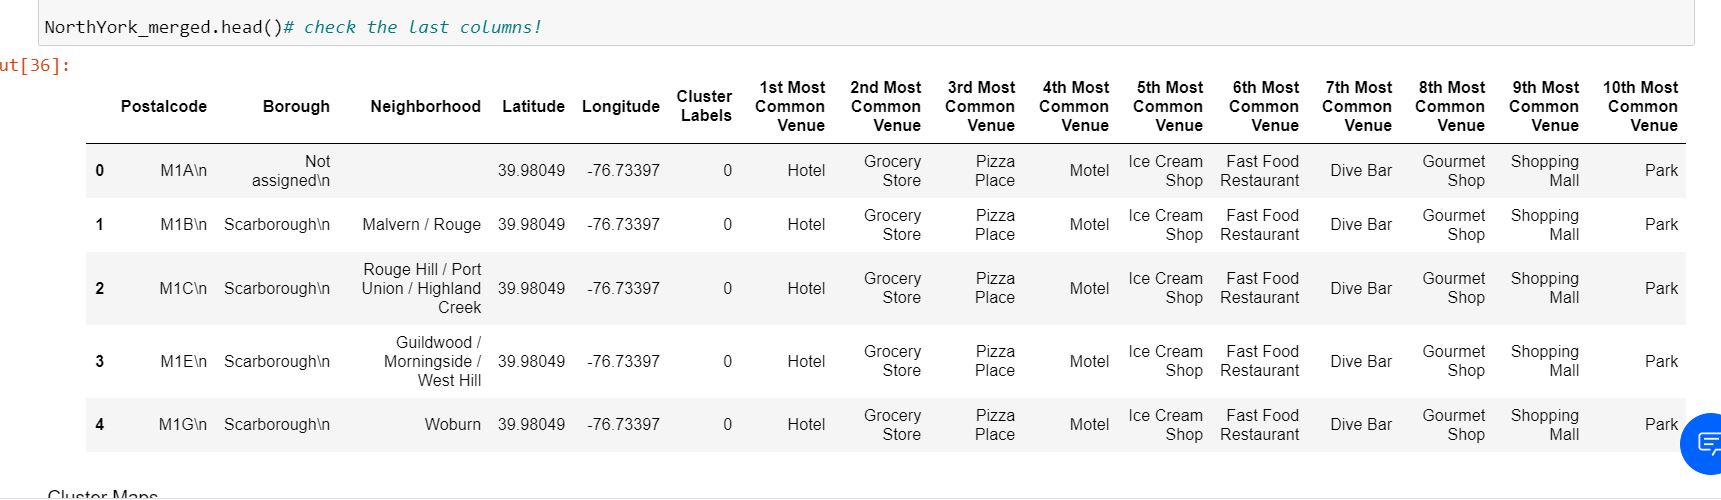 NorthYork_merged.head()# check the last columns!
ut[36]:
Postalcode Borough Neighborhood Latitude Longitude Cluster Labels 1st Most Common Venue 2nd Most Common Venue 3rd Most Common Venue 4th Most Common Venue 5th Most Common Venue 6th Most Common Venue 7th Most Common Venue 8th Most Common Venue 9th Most Common Venue 10th Most Common Venue
0 M1A\n Not assigned\n 39.98049 -76.73397 0 Hotel Grocery Store Pizza Place Motel Ice Cream Shop Fast Food Restaurant Dive Bar Gourmet Shop Shopping Mall Park
1 M1B\n Scarborough\n Malvern / Rouge 39.98049 -76.73397 0 Hotel Grocery Store Pizza Place Motel Ice Cream Shop Fast Food Restaurant Dive Bar Gourmet Shop Shopping Mall Park
2 M1C\n Scarborough\n Rouge Hill / Port Union / Highland Creek 39.98049 -76.73397 0 Hotel Grocery Store Pizza Place Motel Ice Cream Shop Fast Food Restaurant Dive Bar Gourmet Shop Shopping Mall Park
3 M1E\n Scarborough\n Guildwood / Morningside / West Hill 39.98049 -76.73397 0 Hotel Grocery Store Pizza Place Motel Ice Cream Shop Fast Food Restaurant Dive Bar Gourmet Shop Shopping Mall Park
4 M1G\n Scarborough\n Woburn 39.98049 -76.73397 0 Hotel Grocery Store Pizza Place Motel Ice Cream Shop Fast Food Restaurant Dive Bar Gourmet Shop Shopping Mall Park
Cluster Maps